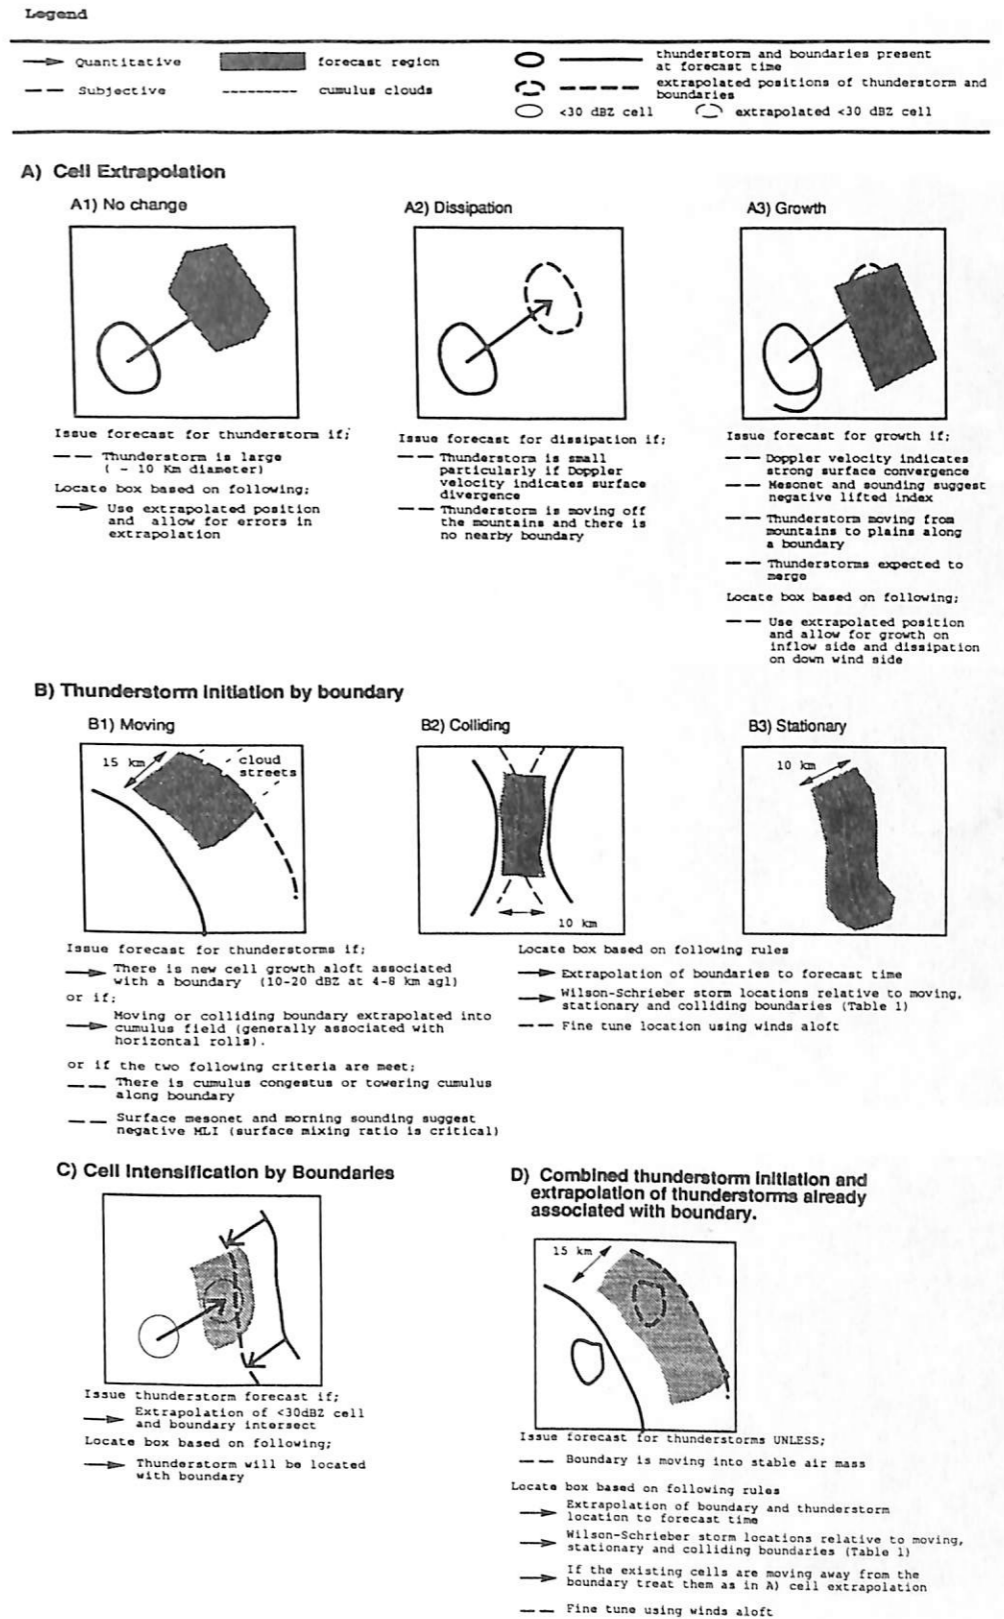 Legend
Quantitative
forecast region
thunderstorm and boundaries present
at forecast time
Subjective
cumulus clouds
extrapolated positions of thunderstorm and
boundaries
<30 dBZ cell
extrapolated <30 dBZ cell
A) Cell Extrapolation
A1) No change
A2) Dissipation
A3) Growth
Issue forecast for thunderstorm if;
Thunderstorm is large
( ~ 10 Km diameter)
Locate box based on following;
Use extrapolated position
and allow for errors in
extrapolation
Issue forecast for dissipation if;
Thunderstorm is small
particularly if Doppler
velocity indicates surface
divergence
Thunderstorm is moving off
the mountains and there is
no nearby boundary
Issue forecast for growth if;
Doppler velocity indicates
strong surface convergence
Mesonet and sounding suggest
negative lifted index
Thunderstorm moving from
mountains to plains along
a boundary
Thunderstorms expected to
merge
Locate box based on following;
Use extrapolated position
and allow for growth on
inflow side and dissipation
on down wind side
B) Thunderstorm initiation by boundary
B1) Moving
B2) Colliding
B3) Stationary
15 km
cloud
streets
10 km
10 km
Issue forecast for thunderstorms if;
There is new cell growth aloft associated
with a boundary (10-20 dBZ at 4-8 km agl)
or if;
Moving or colliding boundary extrapolated into
cumulus field (generally associated with
horizontal rolls).
or if the two following criteria are meet;
There is cumulus congestus or towering cumulus
along boundary
Surface mesonet and morning sounding suggest
negative MLI (surface mixing ratio is critical)
Locate box based on following rules
Extrapolation of boundaries to forecast time
Wilson-Schrieber storm locations relative to moving,
stationary and colliding boundaries (Table 1)
Fine tune location using winds aloft
C) Cell Intensification by Boundaries
Issue thunderstorm forecast if;
Extrapolation of <30dBZ cell
and boundary intersect
Locate box based on following;
Thunderstorm will be located
with boundary
D) Combined thunderstorm initiation and
extrapolation of thunderstorms already
associated with boundary.
15 km
Issue forecast for thunderstorms UNLESS;
Boundary is moving into stable air mass
Locate box based on following rules
Extrapolation of boundary and thunderstorm
location to forecast time
Wilson-Schrieber storm locations relative to moving,
stationary and colliding boundaries (Table 1)
If the existing cells are moving away from the
boundary treat them as in A) cell extrapolation
Fine tune using winds aloft